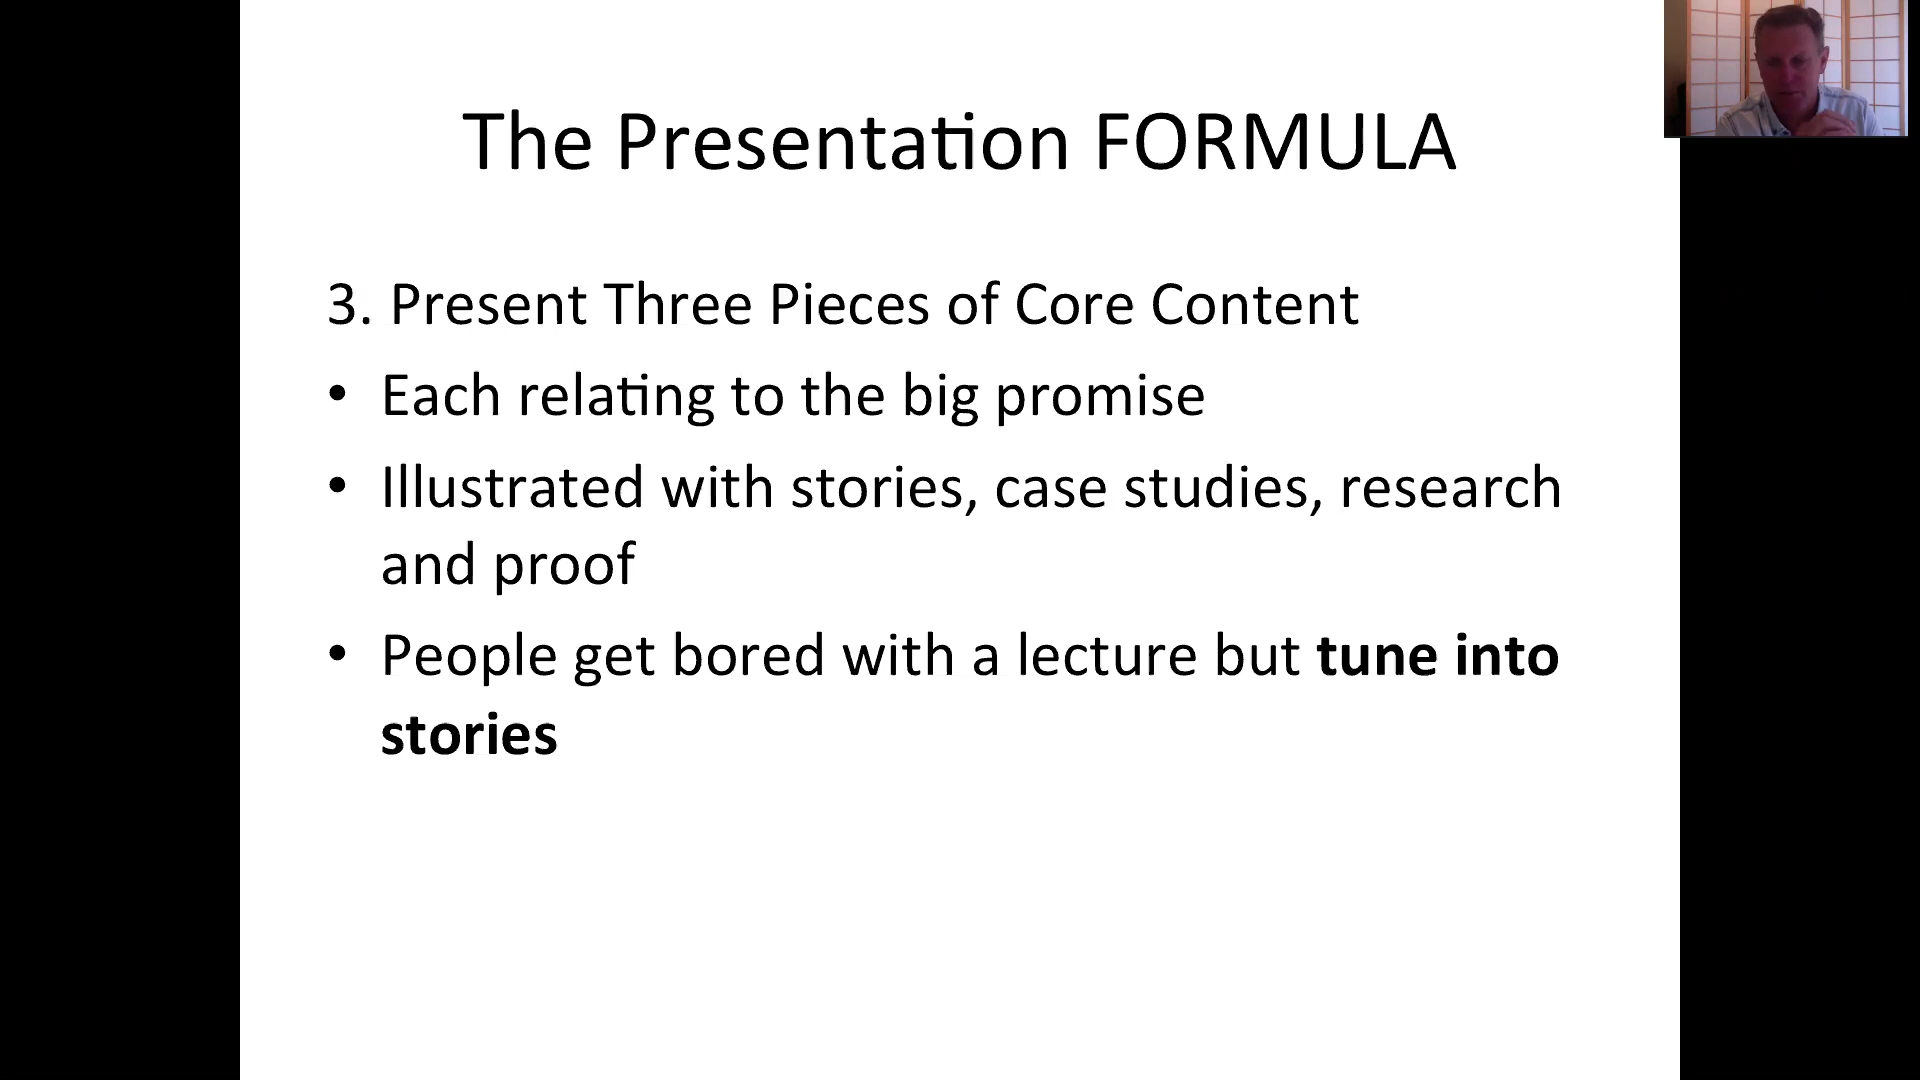 The Presentation FORMULA
3. Present Three Pieces of Core Content
• Each relating to the big promise
• Illustrated with stories, case studies, research
and proof
• People get bored with a lecture but tune into
stories